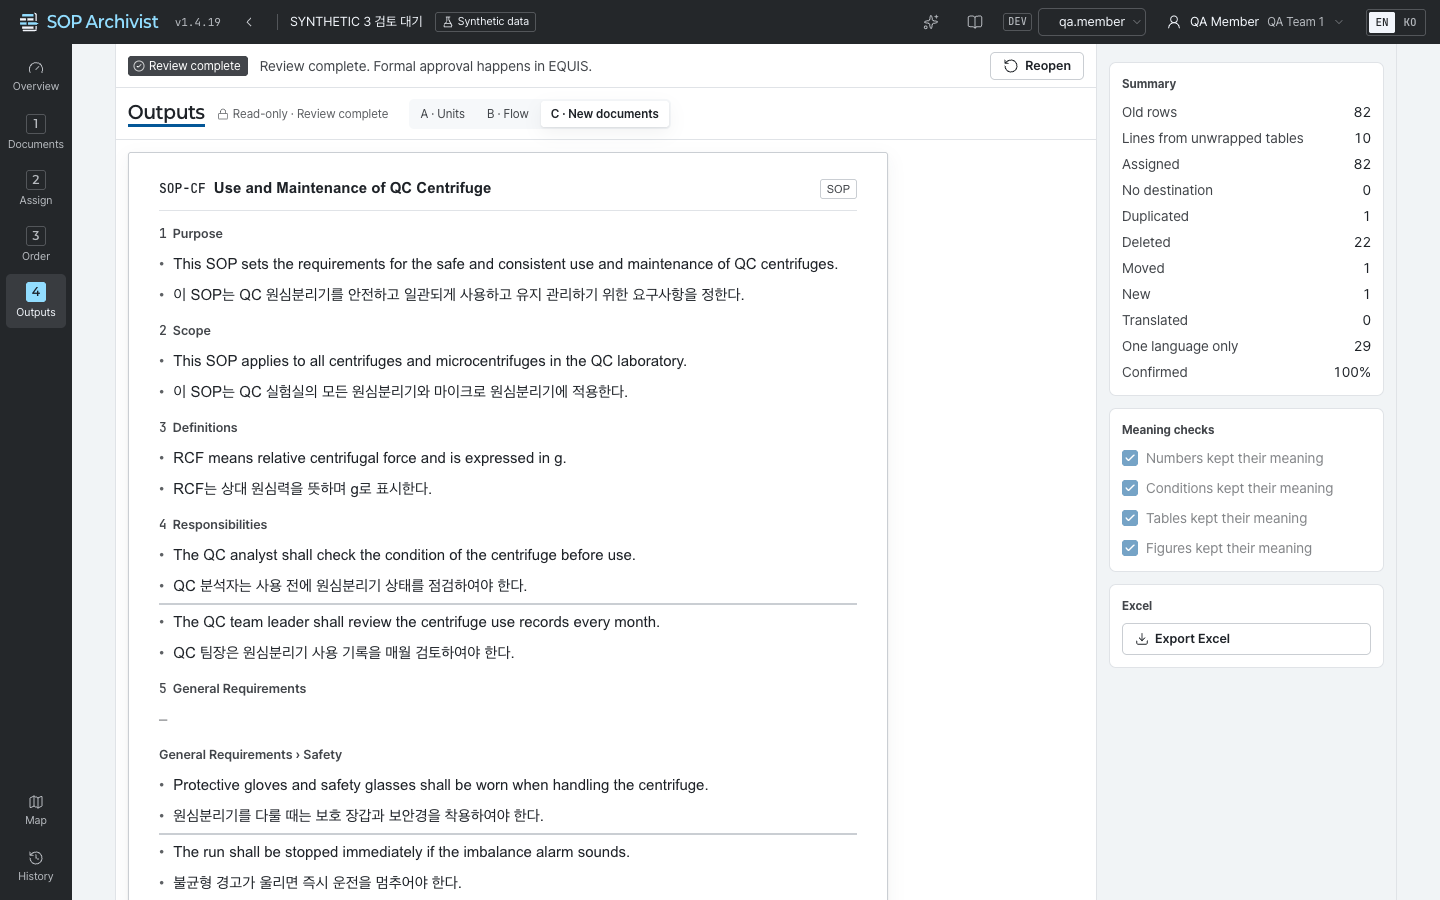 SOP Archivist v1.4.19 SYNTHETIC 3 검토 대기 Synthetic data DEV qa.member QA Member QA Team 1 EN KO
Overview
1
Documents
2
Assign
3
Order
4
Outputs
Map
History
Review complete Review complete. Formal approval happens in EQUIS. Reopen
Outputs Read-only · Review complete A · Units B · Flow C · New documents
SOP-CF Use and Maintenance of QC Centrifuge SOP
1 Purpose
• This SOP sets the requirements for the safe and consistent use and maintenance of QC centrifuges.
• 이 SOP는 QC 원심분리기를 안전하고 일관되게 사용하고 유지 관리하기 위한 요구사항을 정한다.
2 Scope
• This SOP applies to all centrifuges and microcentrifuges in the QC laboratory.
• 이 SOP는 QC 실험실의 모든 원심분리기와 마이크로 원심분리기에 적용한다.
3 Definitions
• RCF means relative centrifugal force and is expressed in g.
• RCF는 상대 원심력을 뜻하며 g로 표시한다.
4 Responsibilities
• The QC analyst shall check the condition of the centrifuge before use.
• QC 분석자는 사용 전에 원심분리기 상태를 점검하여야 한다.
• The QC team leader shall review the centrifuge use records every month.
• QC 팀장은 원심분리기 사용 기록을 매월 검토하여야 한다.
5 General Requirements
—
General Requirements › Safety
• Protective gloves and safety glasses shall be worn when handling the centrifuge.
• 원심분리기를 다룰 때는 보호 장갑과 보안경을 착용하여야 한다.
• The run shall be stopped immediately if the imbalance alarm sounds.
• 불균형 경고가 울리면 즉시 운전을 멈추어야 한다.
Summary
Old rows 82
Lines from unwrapped tables 10
Assigned 82
No destination 0
Duplicated 1
Deleted 22
Moved 1
New 1
Translated 0
One language only 29
Confirmed 100%
Meaning checks
Numbers kept their meaning
Conditions kept their meaning
Tables kept their meaning
Figures kept their meaning
Excel
Export Excel